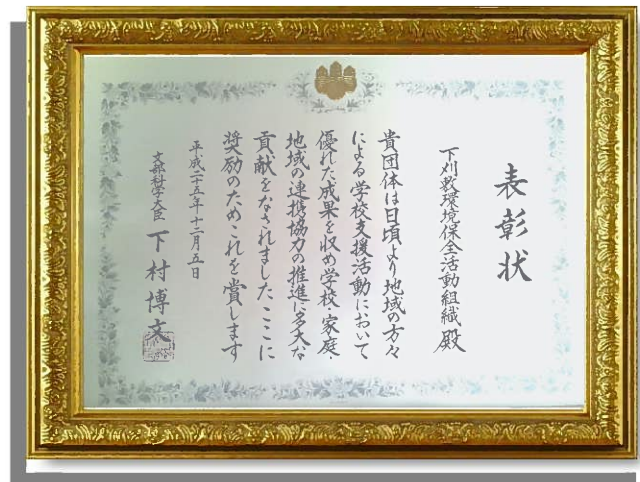 表彰状
下刈敷環境保全活動組織 殿
貴団体は日頃より地域の方々
による学校支援活動において
優れた成果を収め学校・家庭・
地域の連携協力の推進に多大な
貢献をなされました ここに
奨励のためこれを賞します
平成二十五年十二月五日
文部科学大臣 下村博文